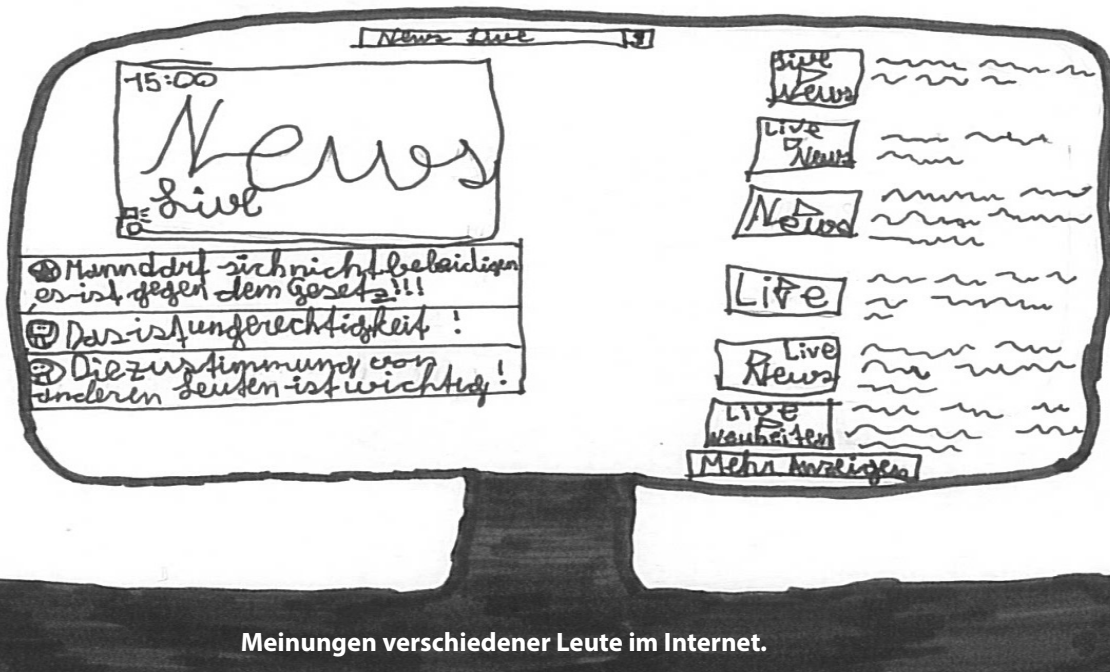 News Live
15:00
News
Live
Mann darf sich nicht beleidigen
es ist gegen dem Gesetz!!!
Das ist ungerechtigkeit !
Die zustimmung von
anderen Leuten ist wichtig!
Live
News
Live
News
News
Live
Live
News
Live
Neuheiten
Mehr Anzeigen
Meinungen verschiedener Leute im Internet.